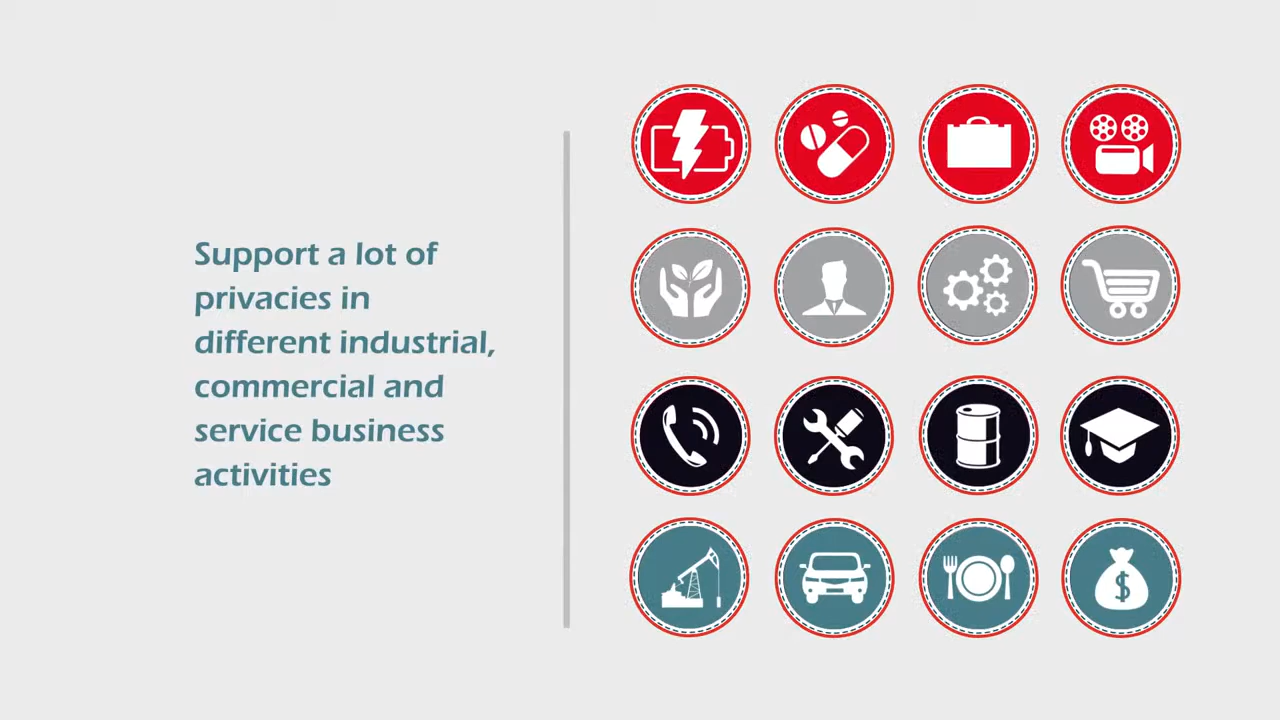 Support a lot of
privacies in
different industrial,
commercial and
service business
activities
$